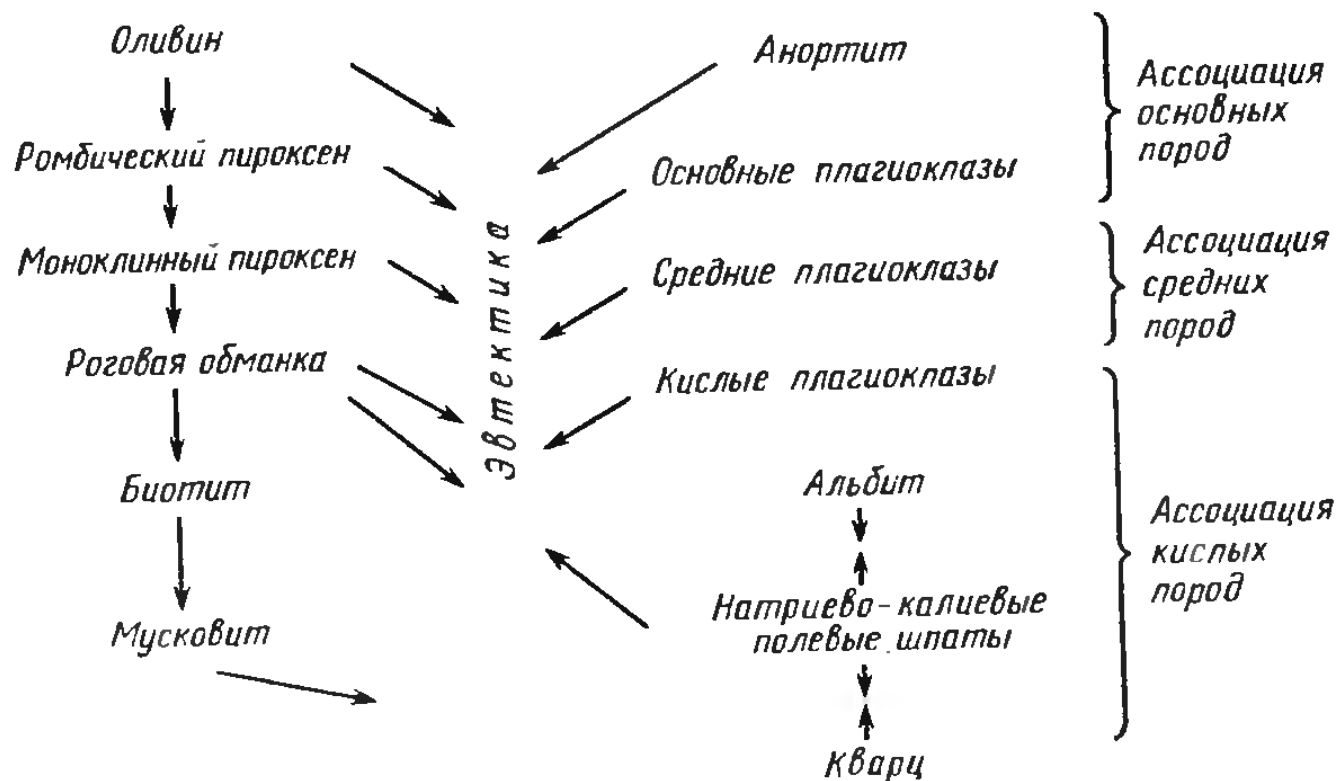 Оливин
Ромбический пироксен
Моноклинный пироксен
Роговая обманка
Биотит
Мусковит
Эвтектика
Анортит
Основные плагиоклазы
Средние плагиоклазы
Кислые плагиоклазы
Альбит
Натриево-калиевые
полевые шпаты
Кварц
Ассоциация
основных
пород
Ассоциация
средних
пород
Ассоциация
кислых
пород